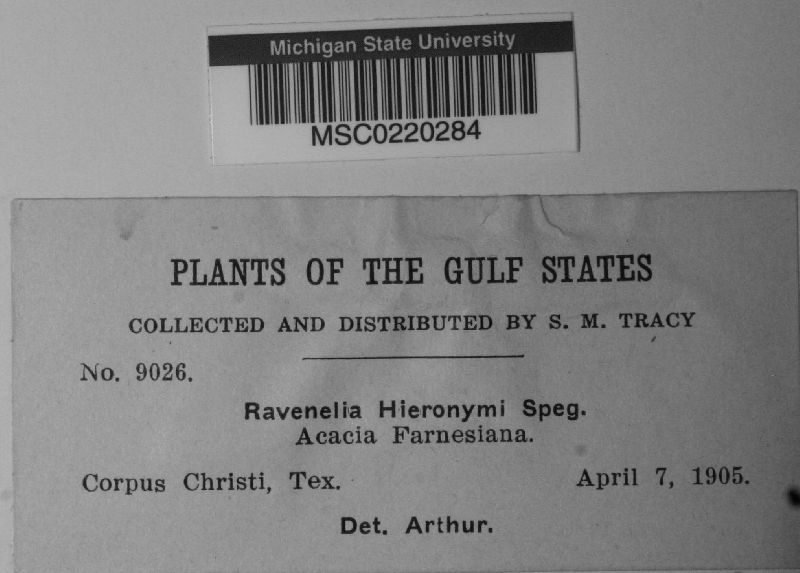 Michigan State University
MSC0220284
PLANTS OF THE GULF STATES
COLLECTED AND DISTRIBUTED BY S. M. TRACY
No. 9026.
Ravenelia Hieronymi Speg.
Acacia Farnesiana.
Corpus Christi, Tex. April 7, 1905.
Det. Arthur.